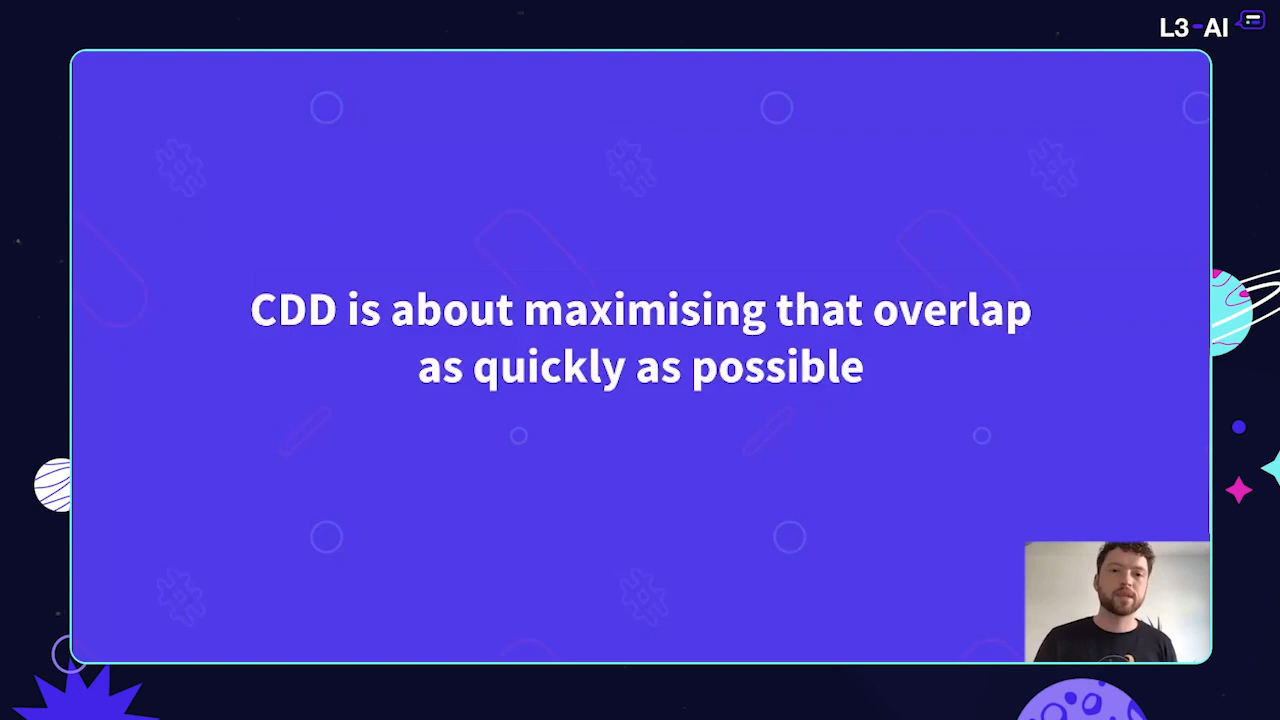 L3-AI
CDD is about maximising that overlap
as quickly as possible